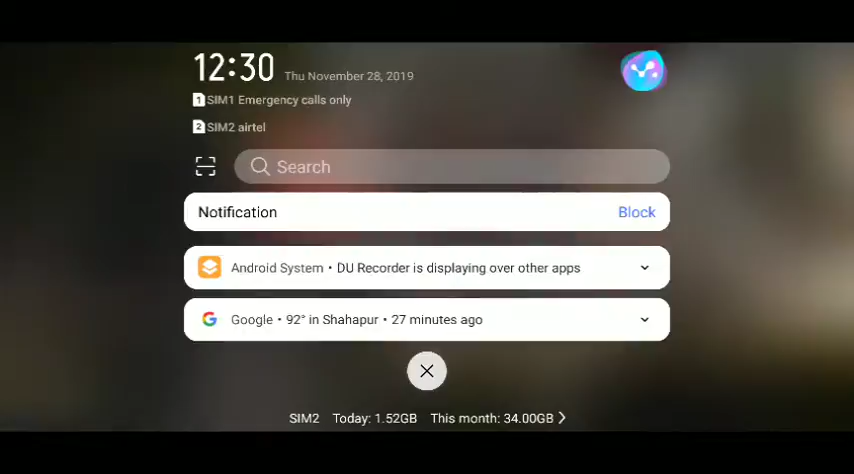 12:30 Thu November 28, 2019
1 SIM1 Emergency calls only
2 SIM2 airtel
Search
Notification Block
Android System • DU Recorder is displaying over other apps
Google • 92° in Shahapur • 27 minutes ago
SIM2 Today: 1.52GB This month: 34.00GB